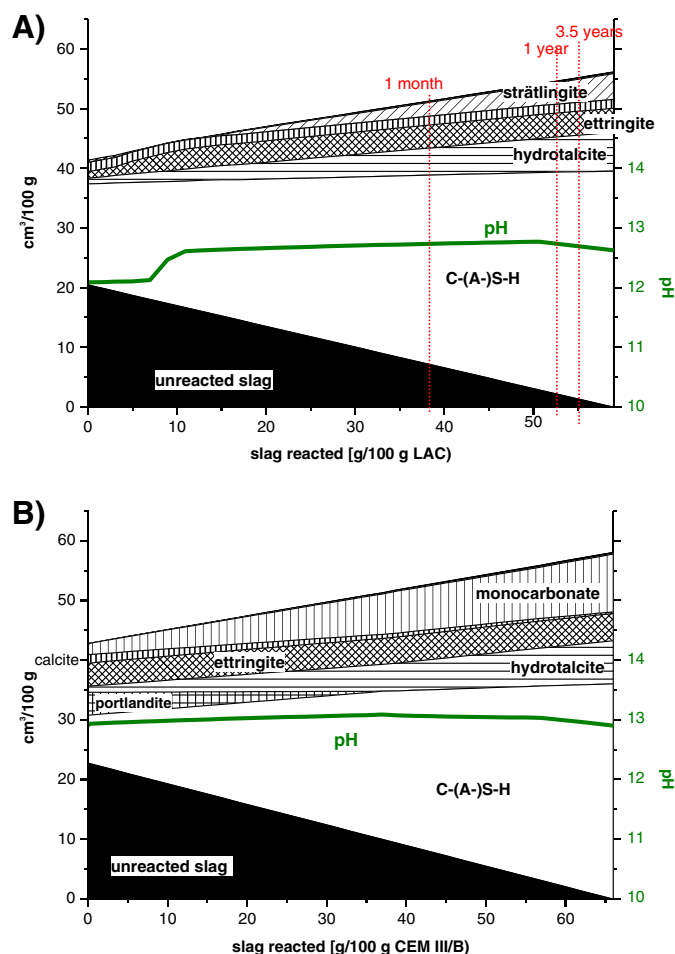 A)
3.5 years
1 year
1 month
strätlingite
ettringite
hydrotalcite
pH
C-(A-)S-H
unreacted slag
cm³/100 g
60
50
40
30
20
10
0
14
13
12
11
10
pH
0 10 20 30 40 50
slag reacted [g/100 g LAC)
B)
monocarbonate
calcite
ettringite
hydrotalcite
portlandite
pH
C-(A-)S-H
unreacted slag
cm³/100 g
60
50
40
30
20
10
0
14
13
12
11
10
pH
0 10 20 30 40 50 60
slag reacted [g/100 g CEM III/B)